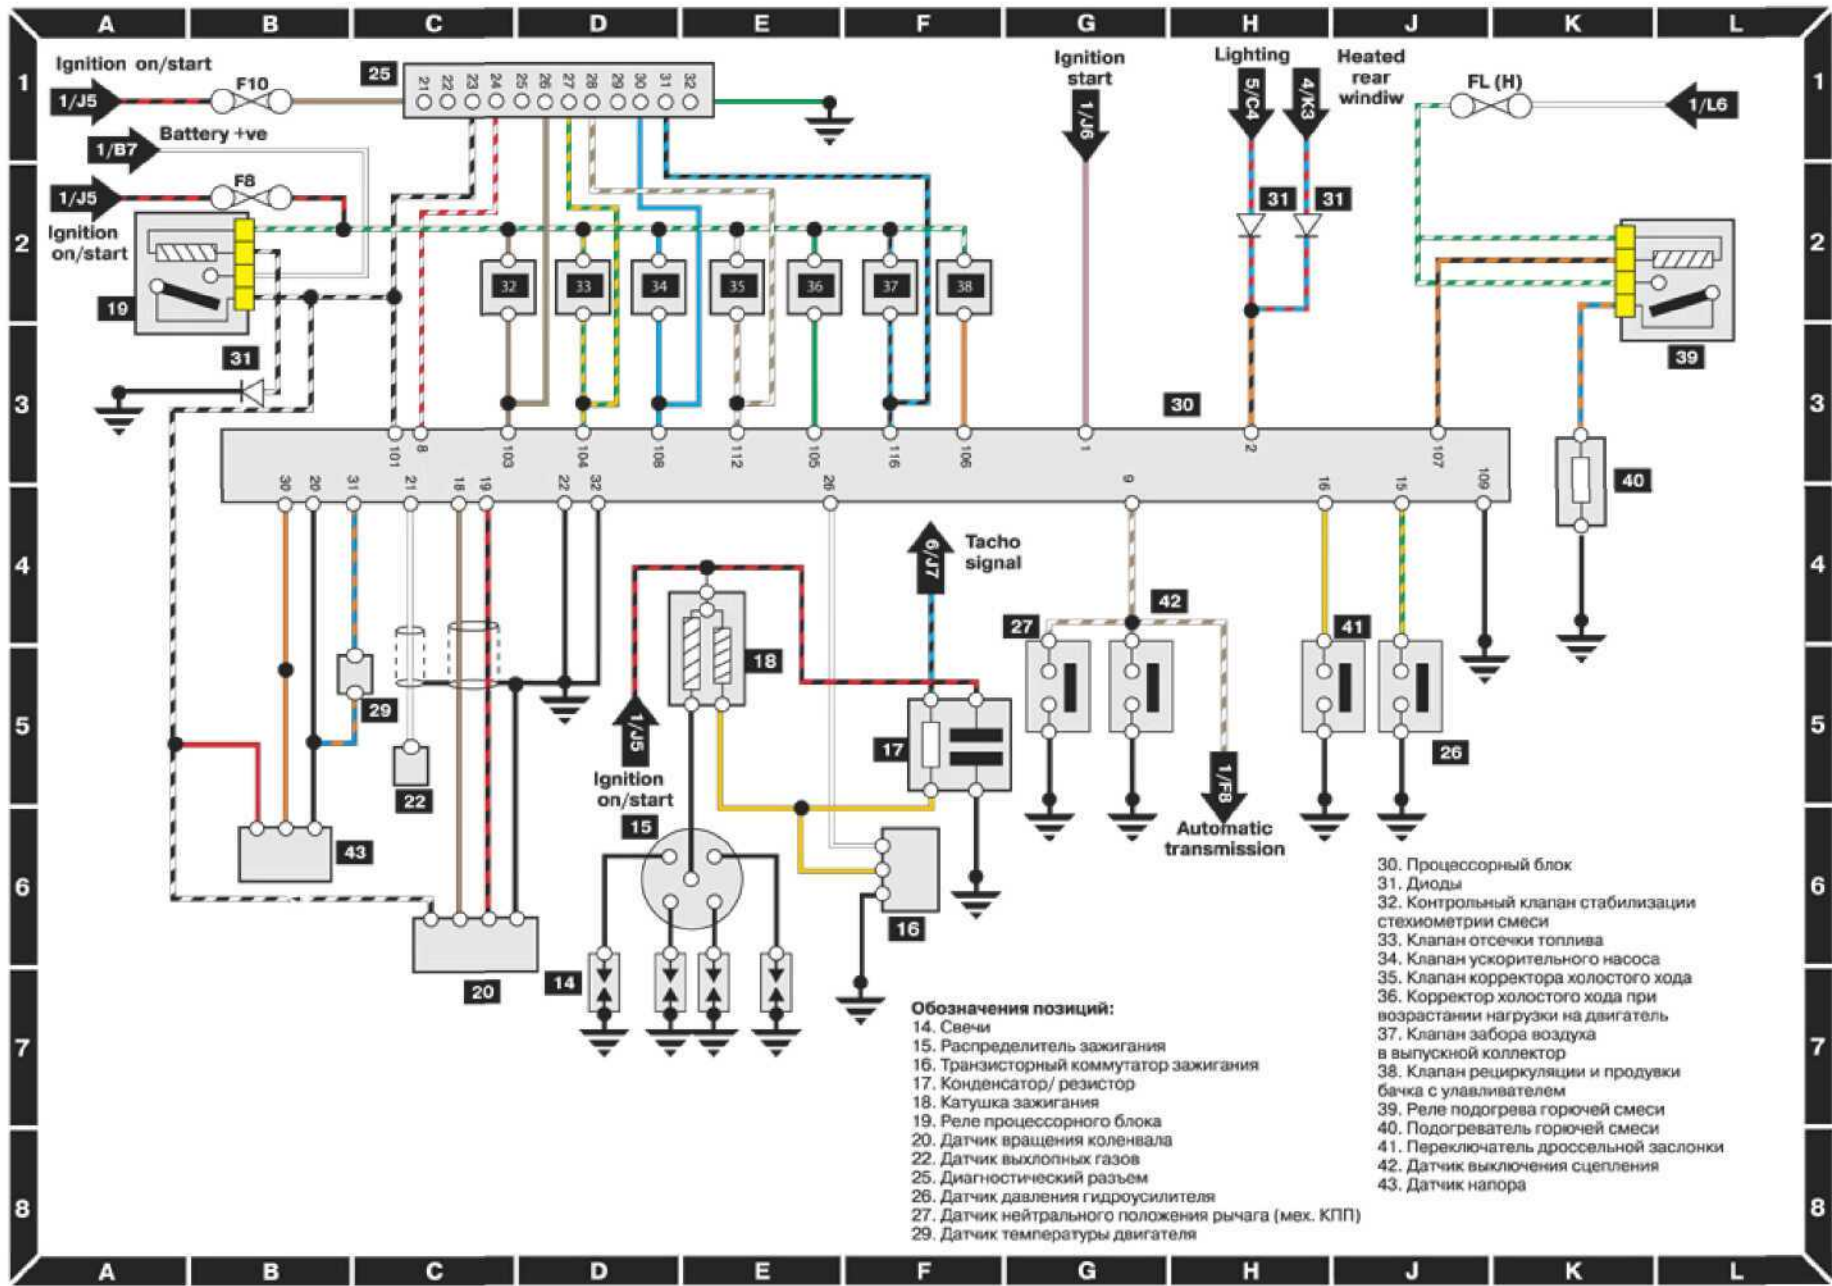 A B C D E F G H J K L
1
Ignition on/start
1/J5
F10
25
21 22 23 24 25 26 27 28 29 30 31 32
Ignition
start
1/J6
Lighting
5/C4
4/K3
Heated
rear
windiw
FL (H)
1/L6
1
Battery +ve
1/B7
2
1/J5
F8
Ignition
on/start
19
32
33
34
35
36
37
38
31
31
39
2
3
31
30
101 8 103 104 108 112 105 116 106 1 2 107
3
30 20 31 21 18 19 22 32 26 9 16 15 109
40
4
6/J7
Tacho
signal
42
27
41
4
18
5
29
22
1/J5
Ignition
on/start
17
1/F8
Automatic
transmission
26
5
6
43
15
16
6
20
14
7
7
8
8
Обозначения позиций:
14. Свечи
15. Распределитель зажигания
16. Транзисторный коммутатор зажигания
17. Конденсатор/ резистор
18. Катушка зажигания
19. Реле процессорного блока
20. Датчик вращения коленвала
22. Датчик выхлопных газов
25. Диагностический разъем
26. Датчик давления гидроусилителя
27. Датчик нейтрального положения рычага (мех. КПП)
29. Датчик температуры двигателя
30. Процессорный блок
31. Диоды
32. Контрольный клапан стабилизации
стехиометрии смеси
33. Клапан отсечки топлива
34. Клапан ускорительного насоса
35. Клапан корректора холостого хода
36. Корректор холостого хода при
возрастании нагрузки на двигатель
37. Клапан забора воздуха
в выпускной коллектор
38. Клапан рециркуляции и продувки
бачка с улавливателем
39. Реле подогрева горючей смеси
40. Подогреватель горючей смеси
41. Переключатель дроссельной заслонки
42. Датчик выключения сцепления
43. Датчик напора
A B C D E F G H J K L